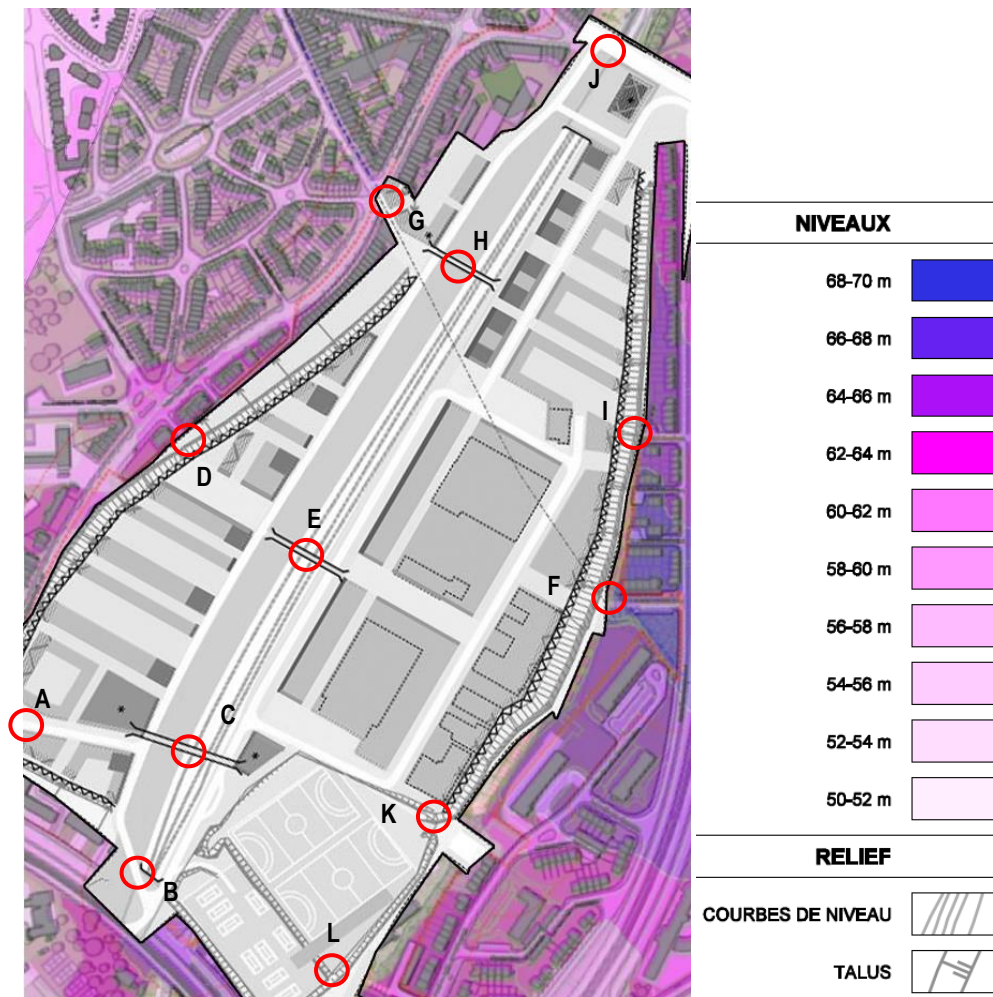 J
G
H
I
D
E
F
A
C
K
B
L
NIVEAUX
68-70 m
66-68 m
64-66 m
62-64 m
60-62 m
58-60 m
56-58 m
54-56 m
52-54 m
50-52 m
RELIEF
COURBES DE NIVEAU
TALUS